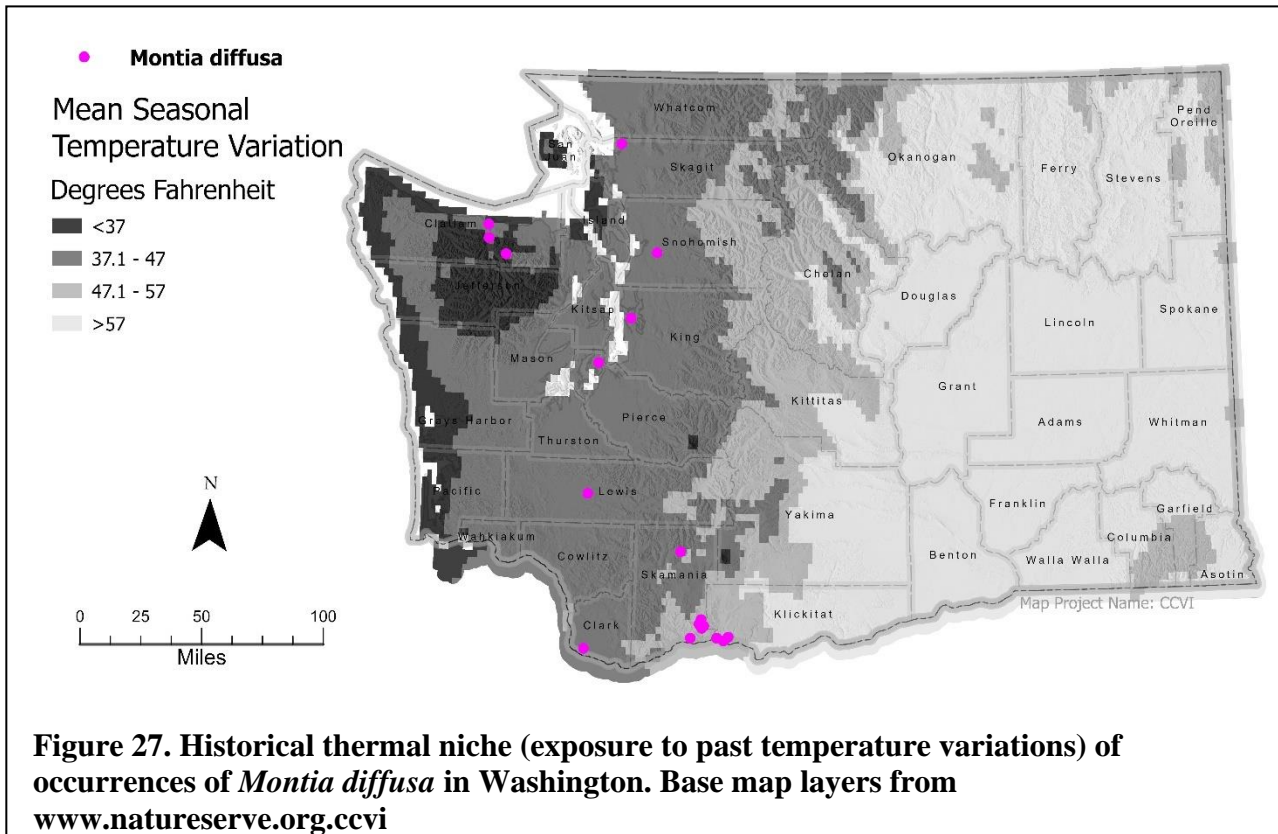 Montia diffusa
Mean Seasonal
Temperature Variation
Degrees Fahrenheit
<37
37.1 - 47
47.1 - 57
>57
N
0 50 100
Miles
Whatcom
San
Juan
Skagit
Okanogan
Ferry
Stevens
Pend
Oreille
Clallam
Island
Snohomish
Chelan
Jefferson
Kitsap
King
Douglas
Lincoln
Spokane
Mason
Grays Harbor
Kittitas
Grant
Pierce
Thurston
Adams
Whitman
Pacific
Lewis
Yakima
Franklin
Garfield
Columbia
Wahkiakum
Cowlitz
Skamania
Benton
Walla Walla
Asotin
Clark
Klickitat
Map Project Name: CCVI
Figure 27. Historical thermal niche (exposure to past temperature variations) of
occurrences of Montia diffusa in Washington. Base map layers from
www.natureserve.org.ccvi